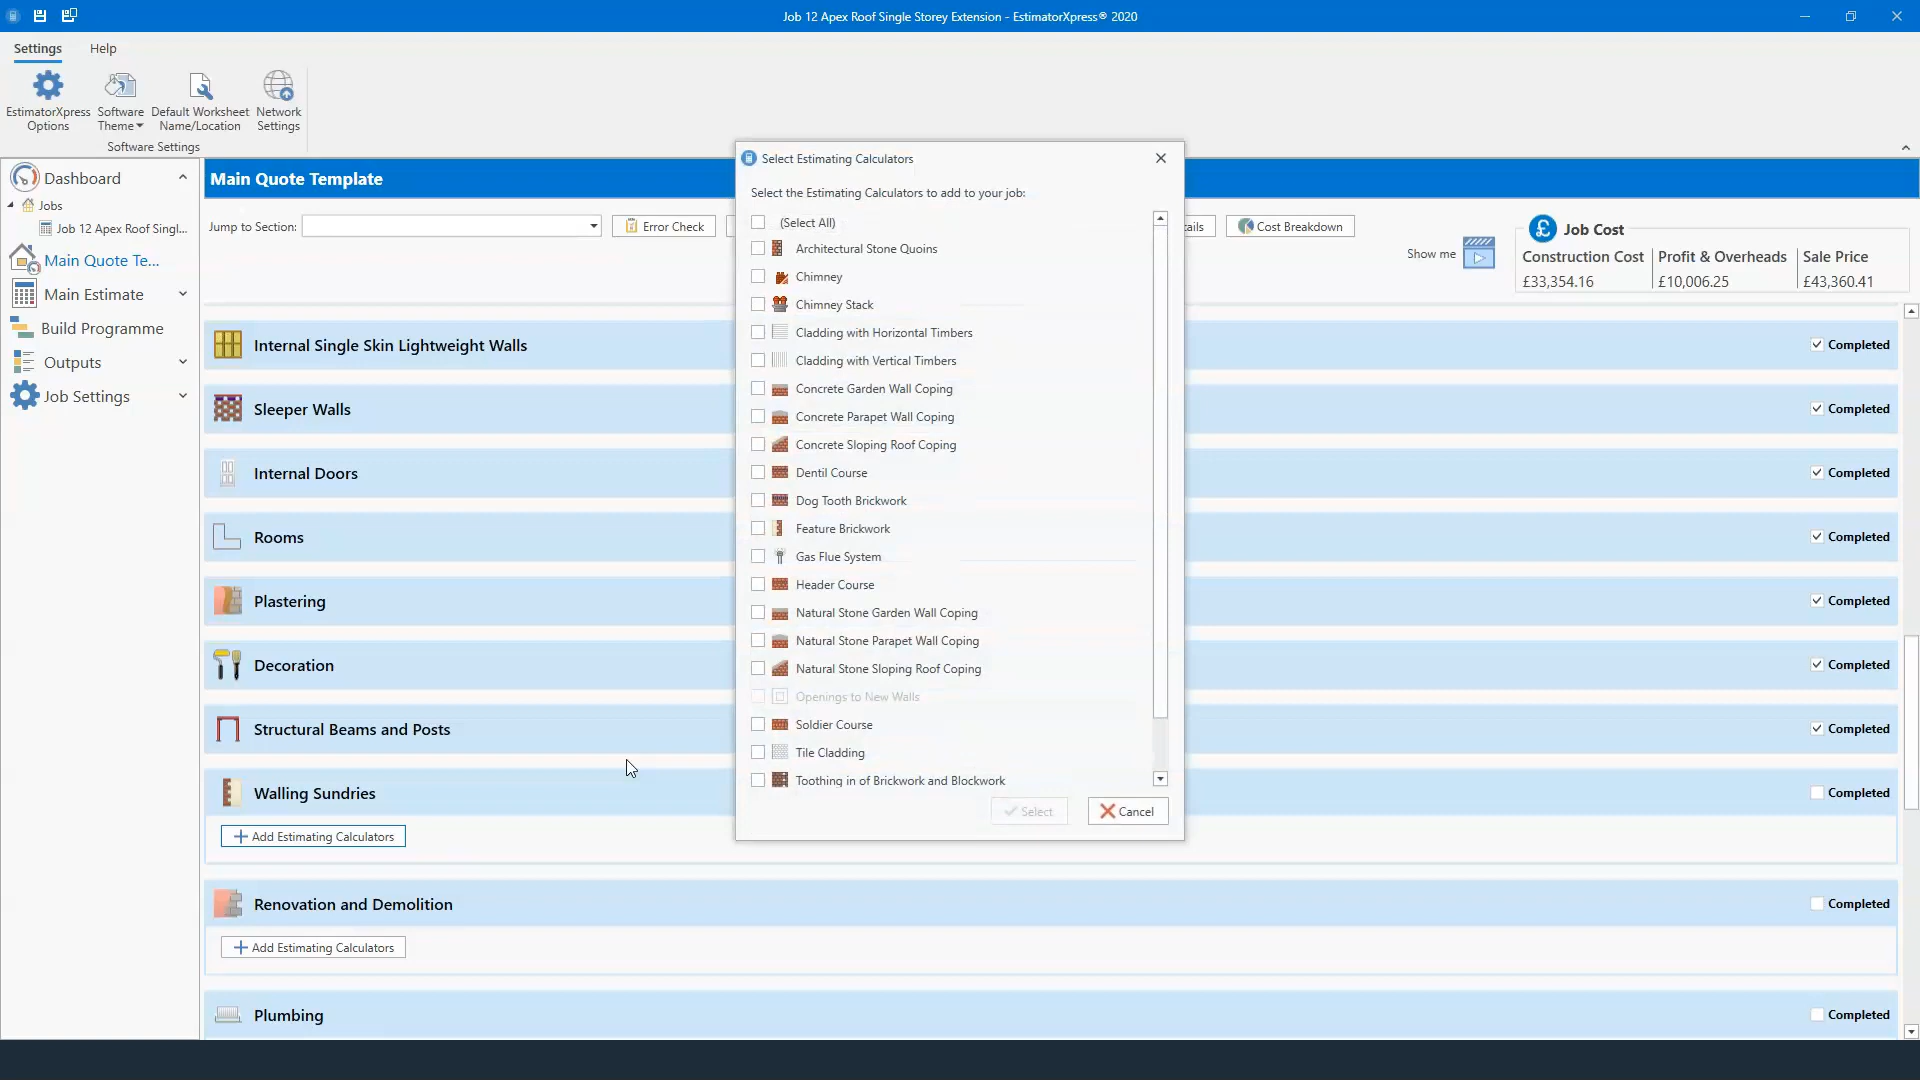 Job 12 Apex Roof Single Storey Extension - EstimatorXpress® 2020
Settings
Help
EstimatorXpress
Options
Software
Theme
Default Worksheet
Name/Location
Network
Settings
Software Settings
Dashboard
Jobs
Job 12 Apex Roof Singl...
Main Quote Te...
Main Estimate
Build Programme
Outputs
Job Settings
Main Quote Template
Jump to Section:
Error Check
tails
Cost Breakdown
Show me
Job Cost
Construction Cost
Profit & Overheads
Sale Price
£33,354.16
£10,006.25
£43,360.41
Internal Single Skin Lightweight Walls
Completed
Sleeper Walls
Completed
Internal Doors
Completed
Rooms
Completed
Plastering
Completed
Decoration
Completed
Structural Beams and Posts
Completed
Walling Sundries
Completed
Add Estimating Calculators
Renovation and Demolition
Completed
Add Estimating Calculators
Plumbing
Completed
Select Estimating Calculators
Select the Estimating Calculators to add to your job:
(Select All)
Architectural Stone Quoins
Chimney
Chimney Stack
Cladding with Horizontal Timbers
Cladding with Vertical Timbers
Concrete Garden Wall Coping
Concrete Parapet Wall Coping
Concrete Sloping Roof Coping
Dentil Course
Dog Tooth Brickwork
Feature Brickwork
Gas Flue System
Header Course
Natural Stone Garden Wall Coping
Natural Stone Parapet Wall Coping
Natural Stone Sloping Roof Coping
Openings to New Walls
Soldier Course
Tile Cladding
Toothing in of Brickwork and Blockwork
Select
Cancel